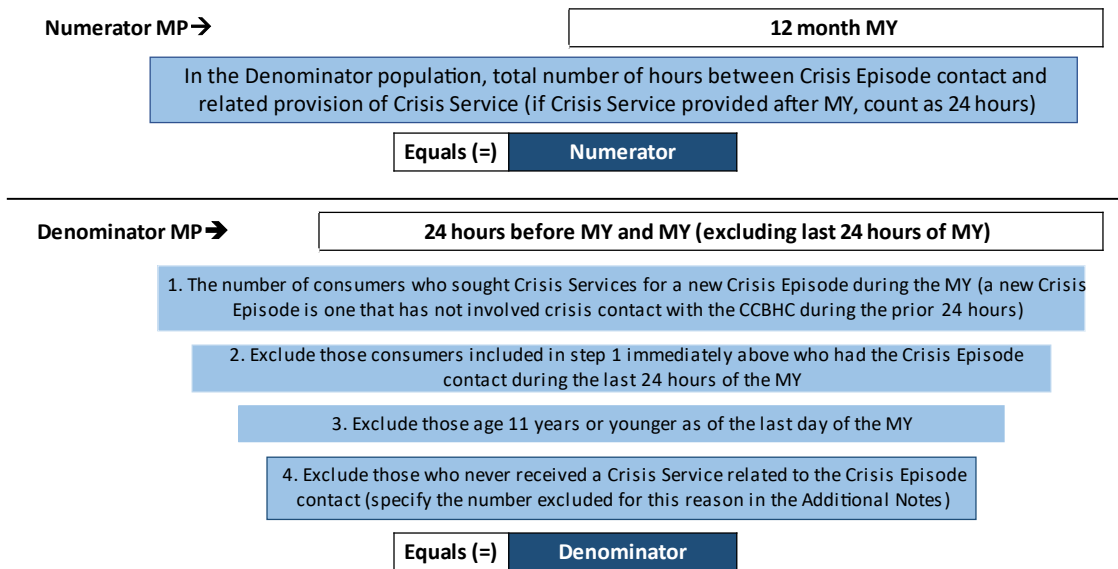 Numerator MP➔
12 month MY
In the Denominator population, total number of hours between Crisis Episode contact and
related provision of Crisis Service (if Crisis Service provided after MY, count as 24 hours)
Equals (=) Numerator
Denominator MP➔
24 hours before MY and MY (excluding last 24 hours of MY)
1. The number of consumers who sought Crisis Services for a new Crisis Episode during the MY (a new Crisis
Episode is one that has not involved crisis contact with the CCBHC during the prior 24 hours)
2. Exclude those consumers included in step 1 immediately above who had the Crisis Episode
contact during the last 24 hours of the MY
3. Exclude those age 11 years or younger as of the last day of the MY
4. Exclude those who never received a Crisis Service related to the Crisis Episode
contact (specify the number excluded for this reason in the Additional Notes)
Equals (=) Denominator